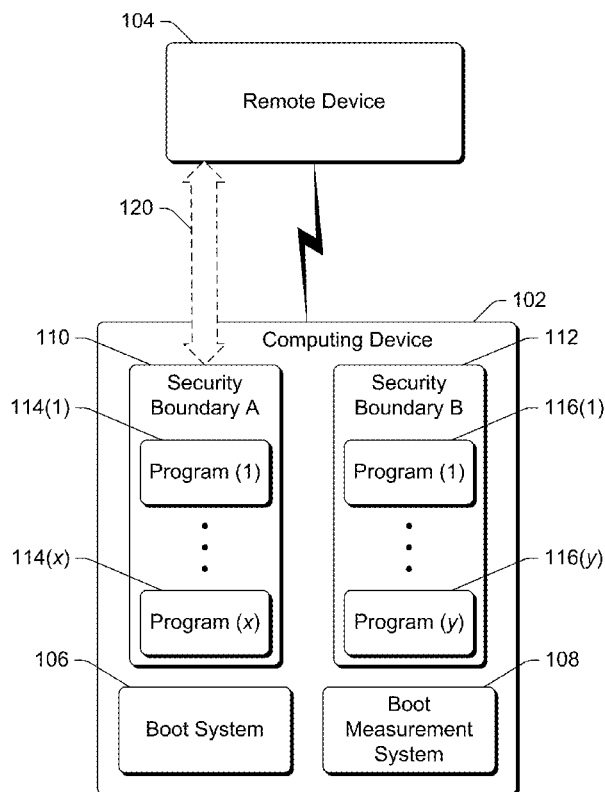 104
Remote Device
120
102
110
Computing Device
112
Security
Boundary A
Security
Boundary B
114(1)
116(1)
Program (1)
Program (1)
114(x)
116(y)
Program (x)
Program (y)
106
108
Boot System
Boot
Measurement
System